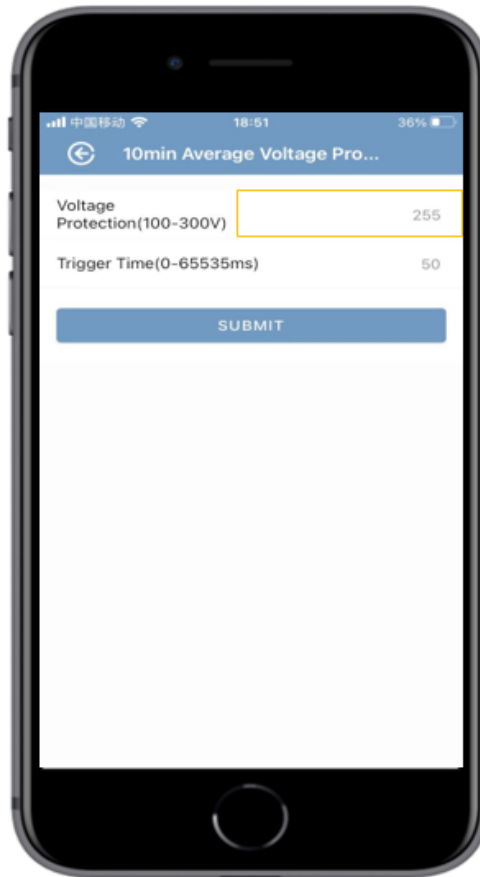 中国移动 18:51 36%
10min Average Voltage Pro...
Voltage
Protection(100-300V) 255
Trigger Time(0-65535ms) 50
SUBMIT